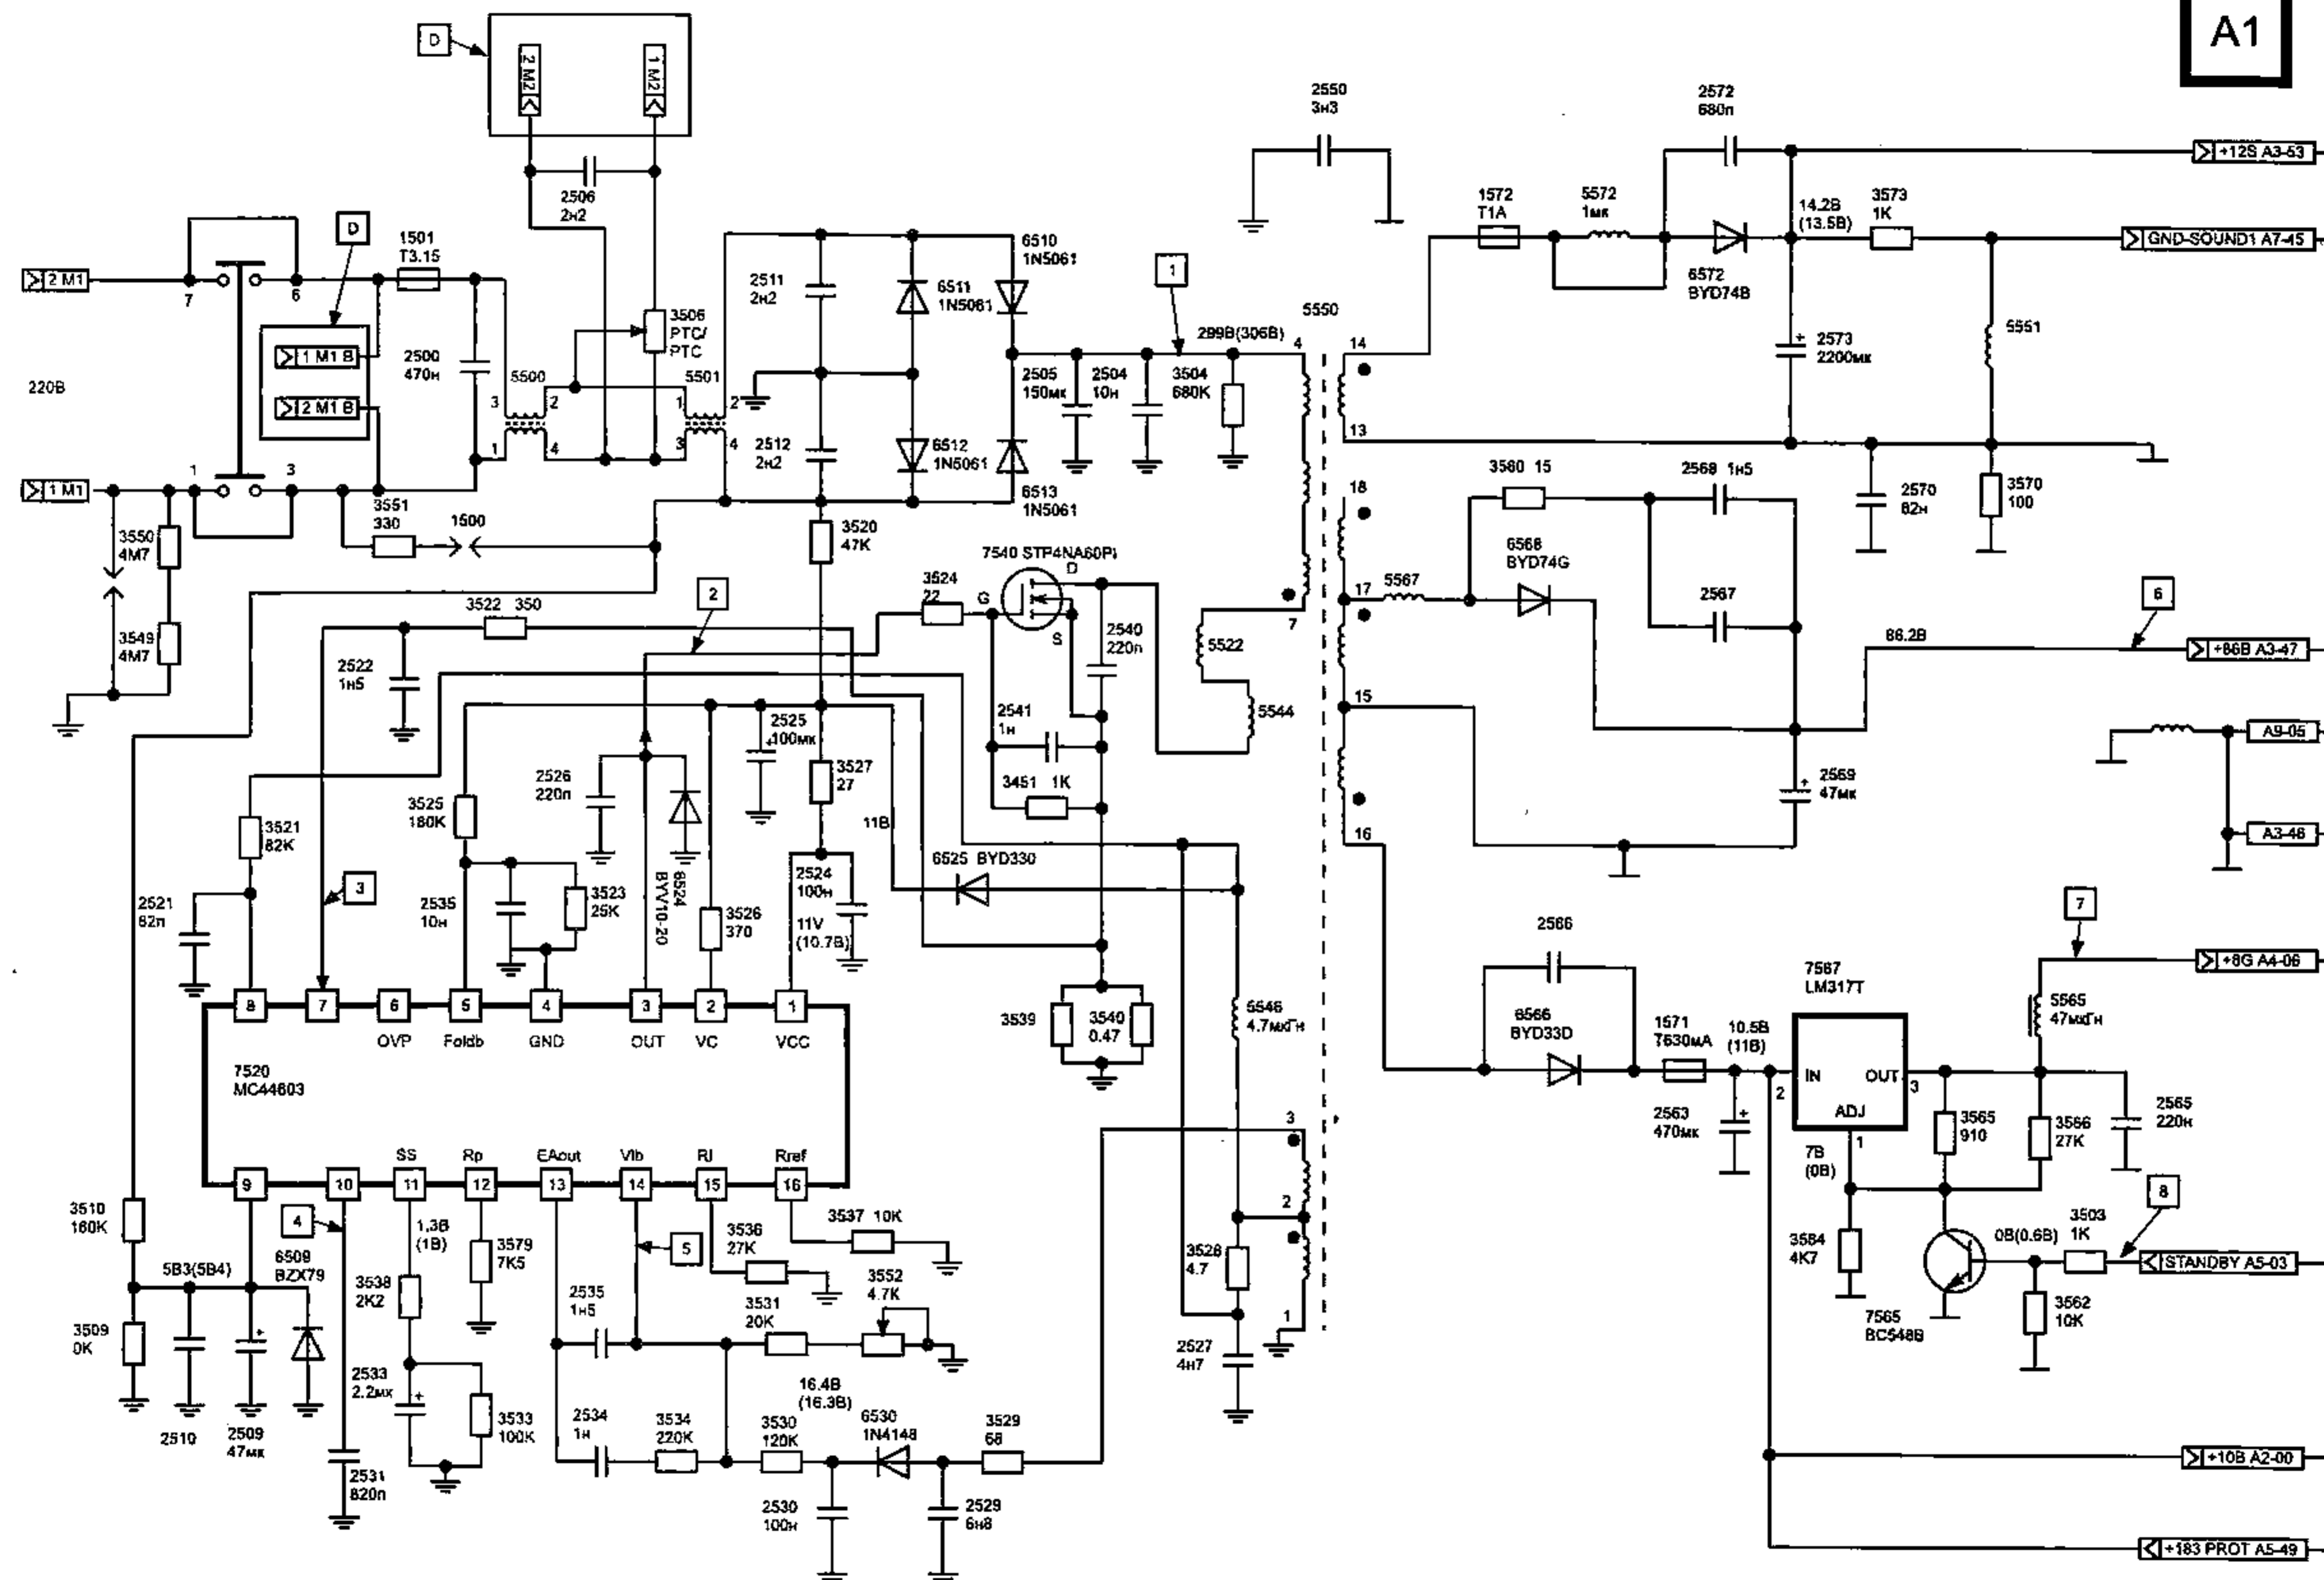 A1
D
2 M2
1 M2
2506
2н2
2550
3н3
2572
680п
+12S A3-53
1572
T1A
5572
1мк
14.2В
(13.5В)
3573
1K
GND-SOUND1 A7-45
6572
BYD74B
2573
2200мк
5551
2 M1
7
6
D
1501
T3.15
1 M1 B
2 M1 B
220В
2500
470н
3
2
5500
1
4
3506
PTC/
PTC
5501
1
2
3
4
2511
2н2
6511
1N5061
6510
1N5061
1
299В(306В)
5550
4
14
13
2505
150мк
2504
10н
3504
680K
2512
2н2
6512
1N5061
6513
1N5061
1 M1
1
3
3551
330
1500
3550
4M7
3549
4M7
3520
47K
3580 15
2568 1н5
2570
82н
3570
100
18
6568
BYD74G
17
5567
2567
6
86.2В
+86В A3-47
7540 STP4NA60PI
D
G
S
3524
22
2
3522 350
2522
1н5
2540
220п
7
5522
5544
15
16
2569
47мк
A9-05
A3-46
2541
1н
3451 1K
2525
100мк
3527
27
2526
220п
3525
180K
3521
82K
11В
6525 BYD330
2521
82п
3
2535
10н
3523
25K
6524
BYV10-20
3526
370
2524
100н
11V
(10.7В)
8
7
6
5
4
3
2
1
OVP
Foldb
GND
OUT
VC
VCC
7520
MC44603
3539
3540
0.47
5546
4.7мкГн
2566
6566
BYD33D
1571
7630мА
10.5В
(11В)
7
+8G A4-06
7567
LM317T
5565
47мкГн
IN
OUT
ADJ
2
3
1
2563
470мк
7В
(0В)
3565
910
3566
27K
2565
220н
SS
Rp
EAout
Vfb
RI
Rref
9
10
11
12
13
14
15
16
3510
160K
4
1,3В
(1В)
3579
7K5
5
3536
27K
3537 10K
3
2
1
3528
4.7
3564
4K7
0В(0.6В)
3503
1K
8
STANDBY A5-03
7565
BC548B
3562
10K
5В3(5В4)
6509
BZX79
3538
2K2
2535
1н5
3531
20K
3552
4.7K
2527
4н7
3509
0K
2510
2509
47мк
2533
2.2мк
3533
100K
2531
820п
2534
1н
3534
220K
16.4В
(16.3В)
3530
120K
6530
1N4148
3529
68
2530
100н
2529
6н8
+10В A2-00
+183 PROT A5-49